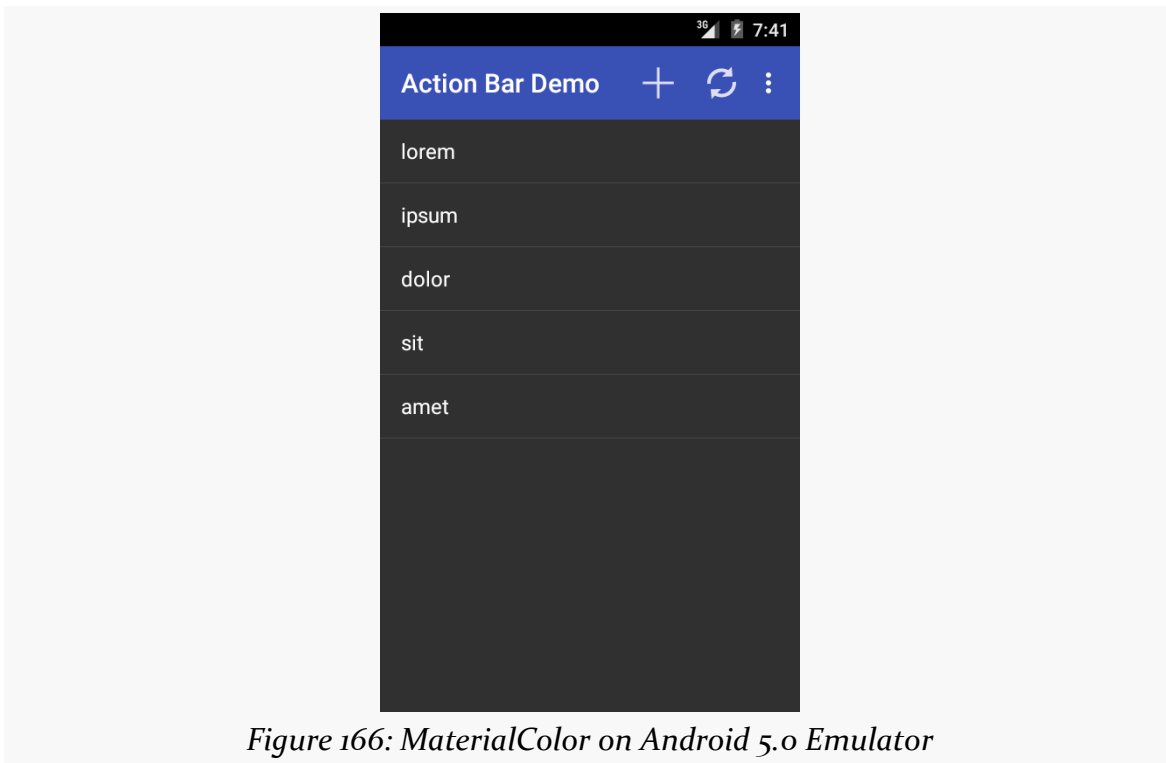 3G 7:41
Action Bar Demo
lorem
ipsum
dolor
sit
amet
Figure 166: MaterialColor on Android 5.0 Emulator